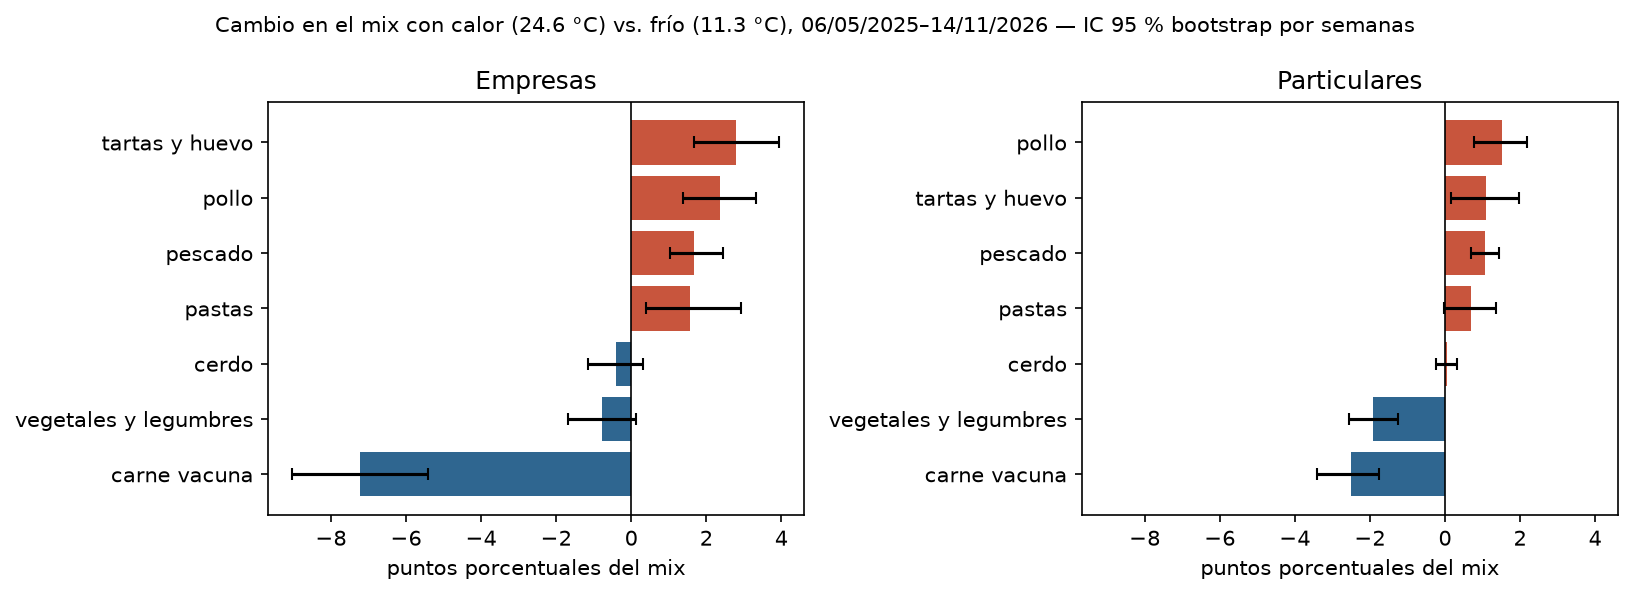 Cambio en el mix con calor (24.6 °C) vs. frío (11.3 °C), 06/05/2025–14/11/2026 — IC 95 % bootstrap por semanas
Empresas
tartas y huevo
pollo
pescado
pastas
cerdo
vegetales y legumbres
carne vacuna
−8 −6 −4 −2 0 2 4
puntos porcentuales del mix
Particulares
pollo
tartas y huevo
pescado
pastas
cerdo
vegetales y legumbres
carne vacuna
−8 −6 −4 −2 0 2 4
puntos porcentuales del mix